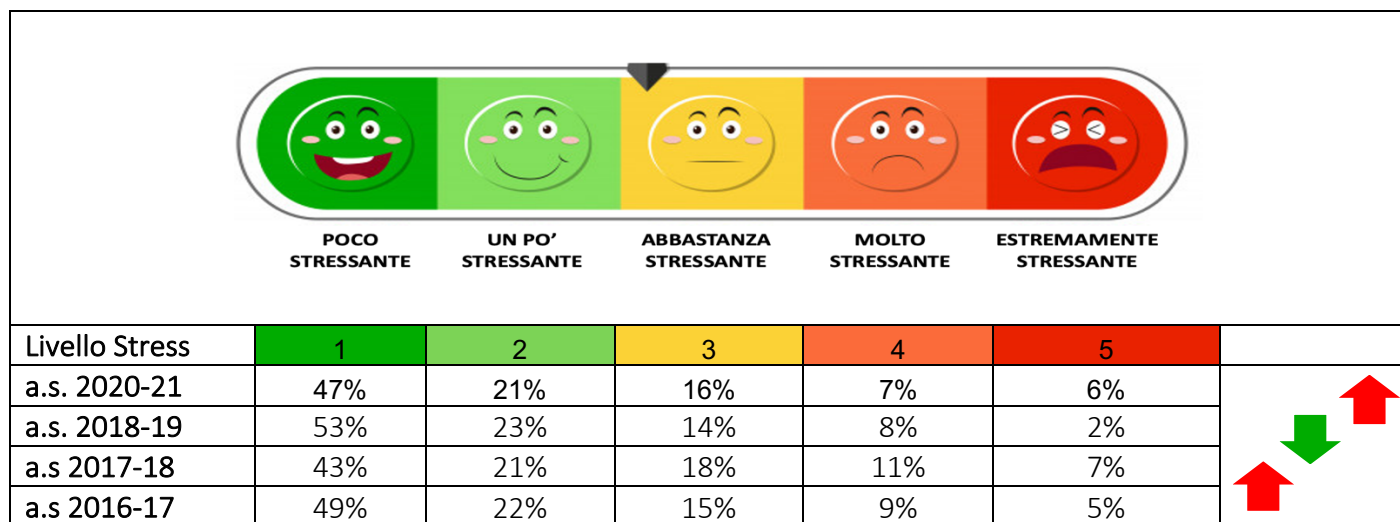 POCO STRESSANTE
UN PO’ STRESSANTE
ABBASTANZA STRESSANTE
MOLTO STRESSANTE
ESTREMAMENTE STRESSANTE
Livello Stress 1 2 3 4 5
a.s. 2020-21 47% 21% 16% 7% 6%
a.s. 2018-19 53% 23% 14% 8% 2%
a.s 2017-18 43% 21% 18% 11% 7%
a.s 2016-17 49% 22% 15% 9% 5%